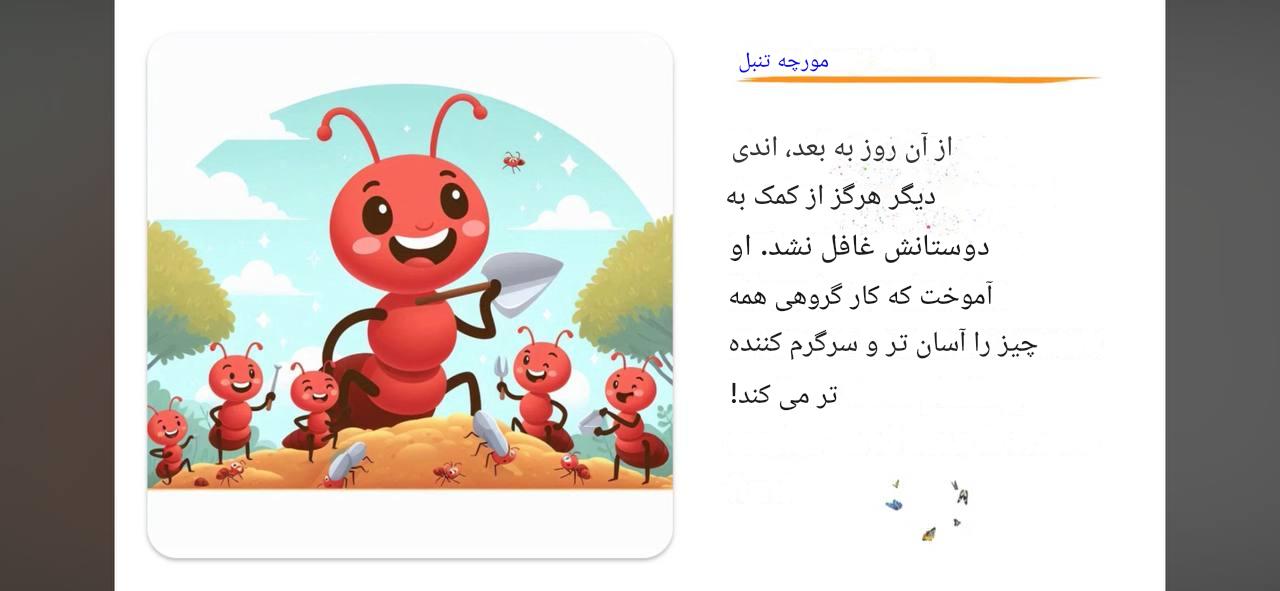 مورچه تنبل
از آن روز به بعد، اندی
دیگر هرگز از کمک به
دوستانش غافل نشد. او
آموخت که کار گروهی همه
چیز را آسان تر و سرگرم کننده
تر می کند!